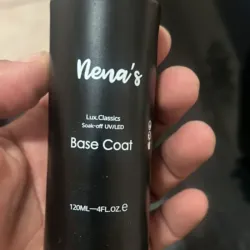 Nena's
Lux.Classics
Soak-off UV/LED
Base Coat
120ML—4FL.OZ.e